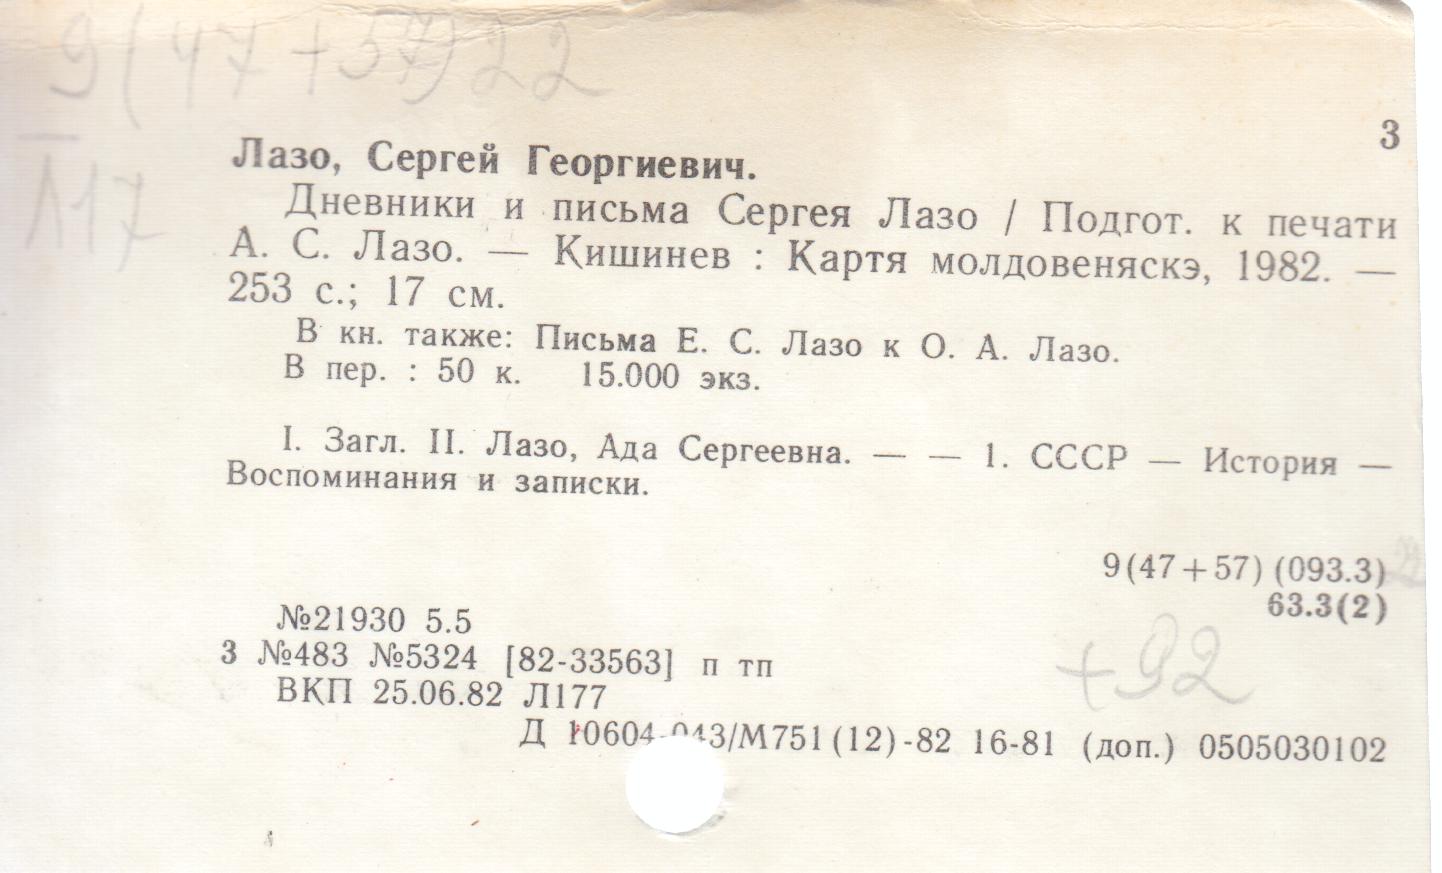 9(47+57)22
Л17
3
Лазо, Сергей Георгиевич.
Дневники и письма Сергея Лазо / Подгот. к печати
А. С. Лазо. — Кишинев : Картя молдовеняскэ, 1982. —
253 с.; 17 см.
В кн. также: Письма Е. С. Лазо к О. А. Лазо.
В пер. : 50 к. 15.000 экз.
I. Загл. II. Лазо, Ада Сергеевна. — — 1. СССР — История —
Воспоминания и записки.
9(47+57)(093.3)
63.3(2)
+92
№21930 5.5
3 №483 №5324 [82-33563] п тп
ВКП 25.06.82 Л177
Д 10604-043/М751(12)-82 16-81 (доп.) 0505030102